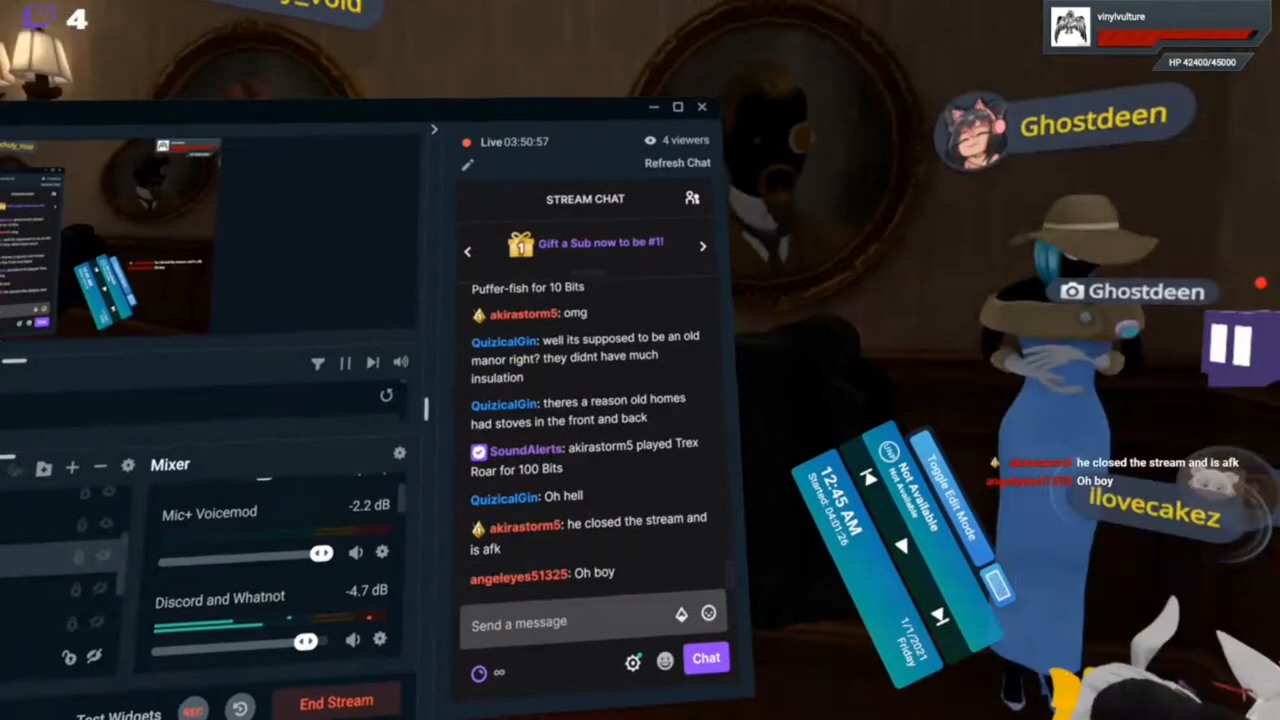 4
_void
vinylvulture
HP 42400/45000
Ghostdeen
Live 03:50:57
4 viewers
Refresh Chat
STREAM CHAT
1
Gift a Sub now to be #1!
Puffer-fish for 10 Bits
akirastorm5: omg
QuizicalGin: well its supposed to be an old
manor right? they didnt have much
insulation
QuizicalGin: theres a reason old homes
had stoves in the front and back
SoundAlerts: akirastorm5 played Trex
Roar for 100 Bits
QuizicalGin: Oh hell
akirastorm5: he closed the stream and
is afk
angeleyes51325: Oh boy
Send a message
Chat
Mixer
Mic+ Voicemod
-2.2 dB
Discord and Whatnot
-4.7 dB
Test Widgets
REC
End Stream
Ghostdeen
akirastorm5 he closed the stream and is afk
angeleyes51325 Oh boy
ilovecakez
Toggle Edit Mode
Not Available
Not Available
12:45 AM
Started: 04:01:26
1/1/2021
Friday